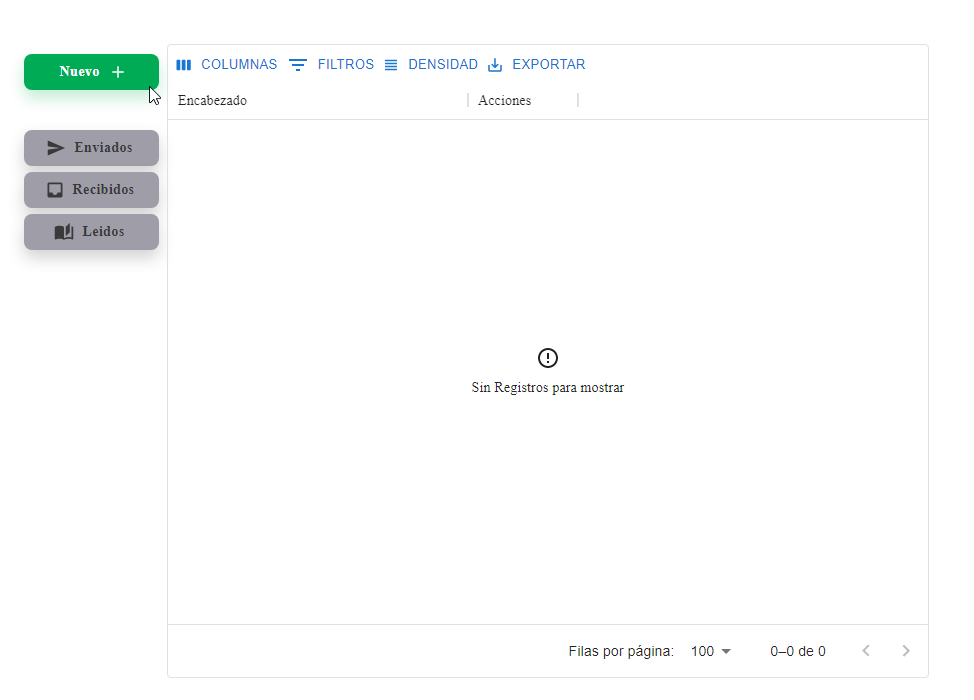 Nuevo
COLUMNAS FILTROS DENSIDAD EXPORTAR
Encabezado Acciones
Enviados
Recibidos
Leidos
Sin Registros para mostrar
Filas por página: 100 0–0 de 0